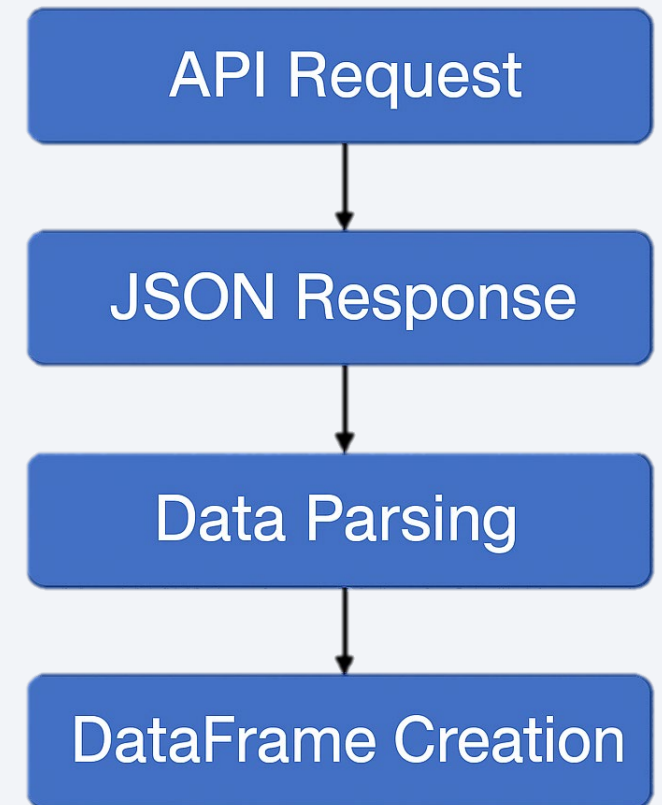 API Request
JSON Response
Data Parsing
DataFrame Creation